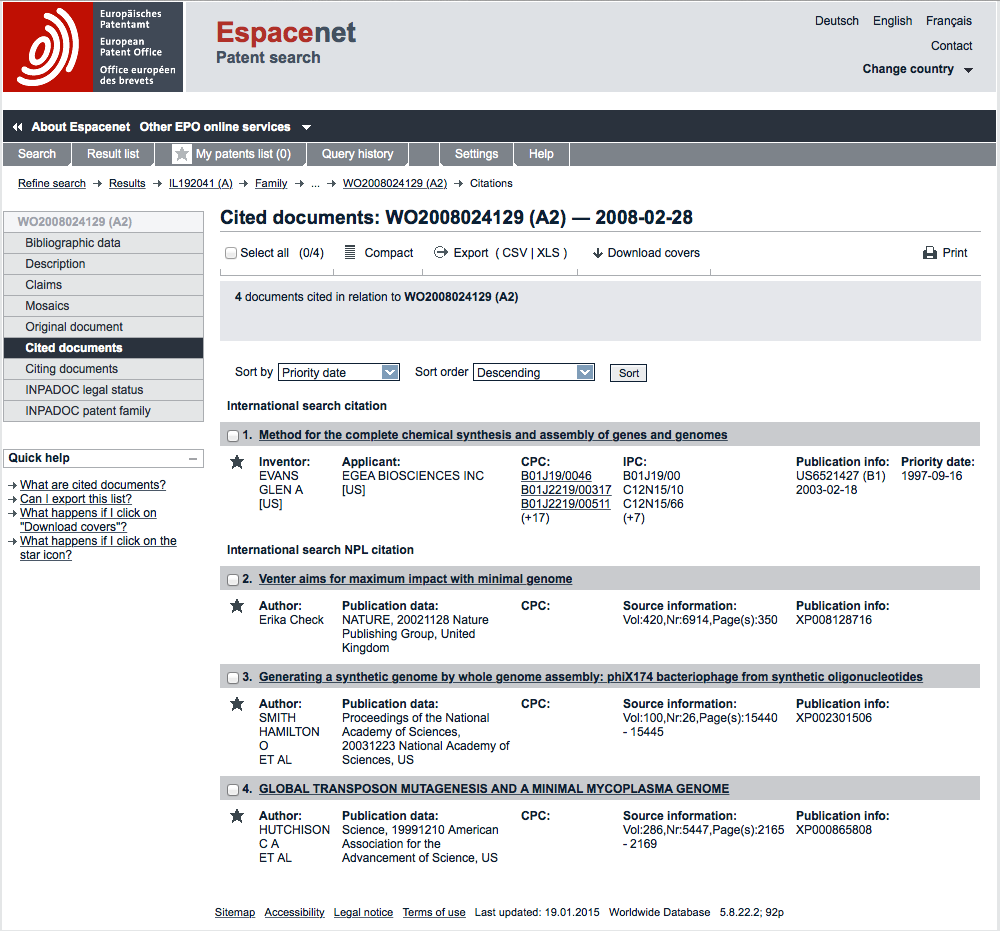 Europäisches
Patentamt
European
Patent Office
Office européen
des brevets
Espacenet
Patent search
Deutsch English Français
Contact
Change country
About Espacenet Other EPO online services
Search Result list My patents list (0) Query history Settings Help
Refine search → Results → IL192041 (A) → Family → ... → WO2008024129 (A2) → Citations
WO2008024129 (A2)
Bibliographic data
Description
Claims
Mosaics
Original document
Cited documents
Citing documents
INPADOC legal status
INPADOC patent family
Quick help
→ What are cited documents?
→ Can I export this list?
→ What happens if I click on
"Download covers"?
→ What happens if I click on the
star icon?
Cited documents: WO2008024129 (A2) — 2008-02-28
Select all (0/4) Compact Export ( CSV | XLS ) Download covers Print
4 documents cited in relation to WO2008024129 (A2)
Sort by Priority date Sort order Descending Sort
International search citation
1. Method for the complete chemical synthesis and assembly of genes and genomes
Inventor: Applicant: CPC: IPC: Publication info: Priority date:
EVANS EGEA BIOSCIENCES INC B01J19/0046 B01J19/00 US6521427 (B1) 1997-09-16
GLEN A [US] B01J2219/00317 C12N15/10 2003-02-18
[US] B01J2219/00511 C12N15/66
(+17) (+7)
International search NPL citation
2. Venter aims for maximum impact with minimal genome
Author: Publication data: CPC: Source information: Publication info:
Erika Check NATURE, 20021128 Nature Vol:420,Nr:6914,Page(s):350 XP008128716
Publishing Group, United
Kingdom
3. Generating a synthetic genome by whole genome assembly: phiX174 bacteriophage from synthetic oligonucleotides
Author: Publication data: CPC: Source information: Publication info:
SMITH Proceedings of the National Vol:100,Nr:26,Page(s):15440 XP002301506
HAMILTON Academy of Sciences, - 15445
O 20031223 National Academy of
ET AL Sciences, US
4. GLOBAL TRANSPOSON MUTAGENESIS AND A MINIMAL MYCOPLASMA GENOME
Author: Publication data: CPC: Source information: Publication info:
HUTCHISON Science, 19991210 American Vol:286,Nr:5447,Page(s):2165 XP000865808
C A Association for the - 2169
ET AL Advancement of Science, US
Sitemap Accessibility Legal notice Terms of use Last updated: 19.01.2015 Worldwide Database 5.8.22.2; 92p